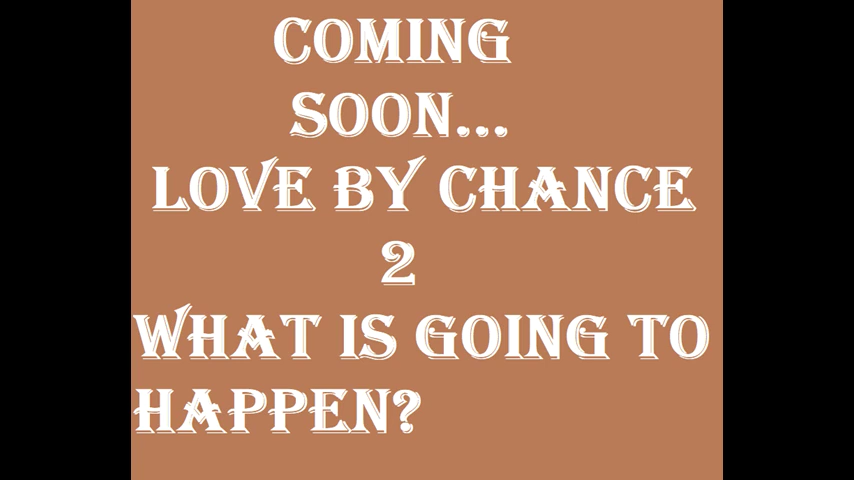 COMING
SOON...
LOVE BY CHANCE
2
WHAT IS GOING TO
HAPPEN?